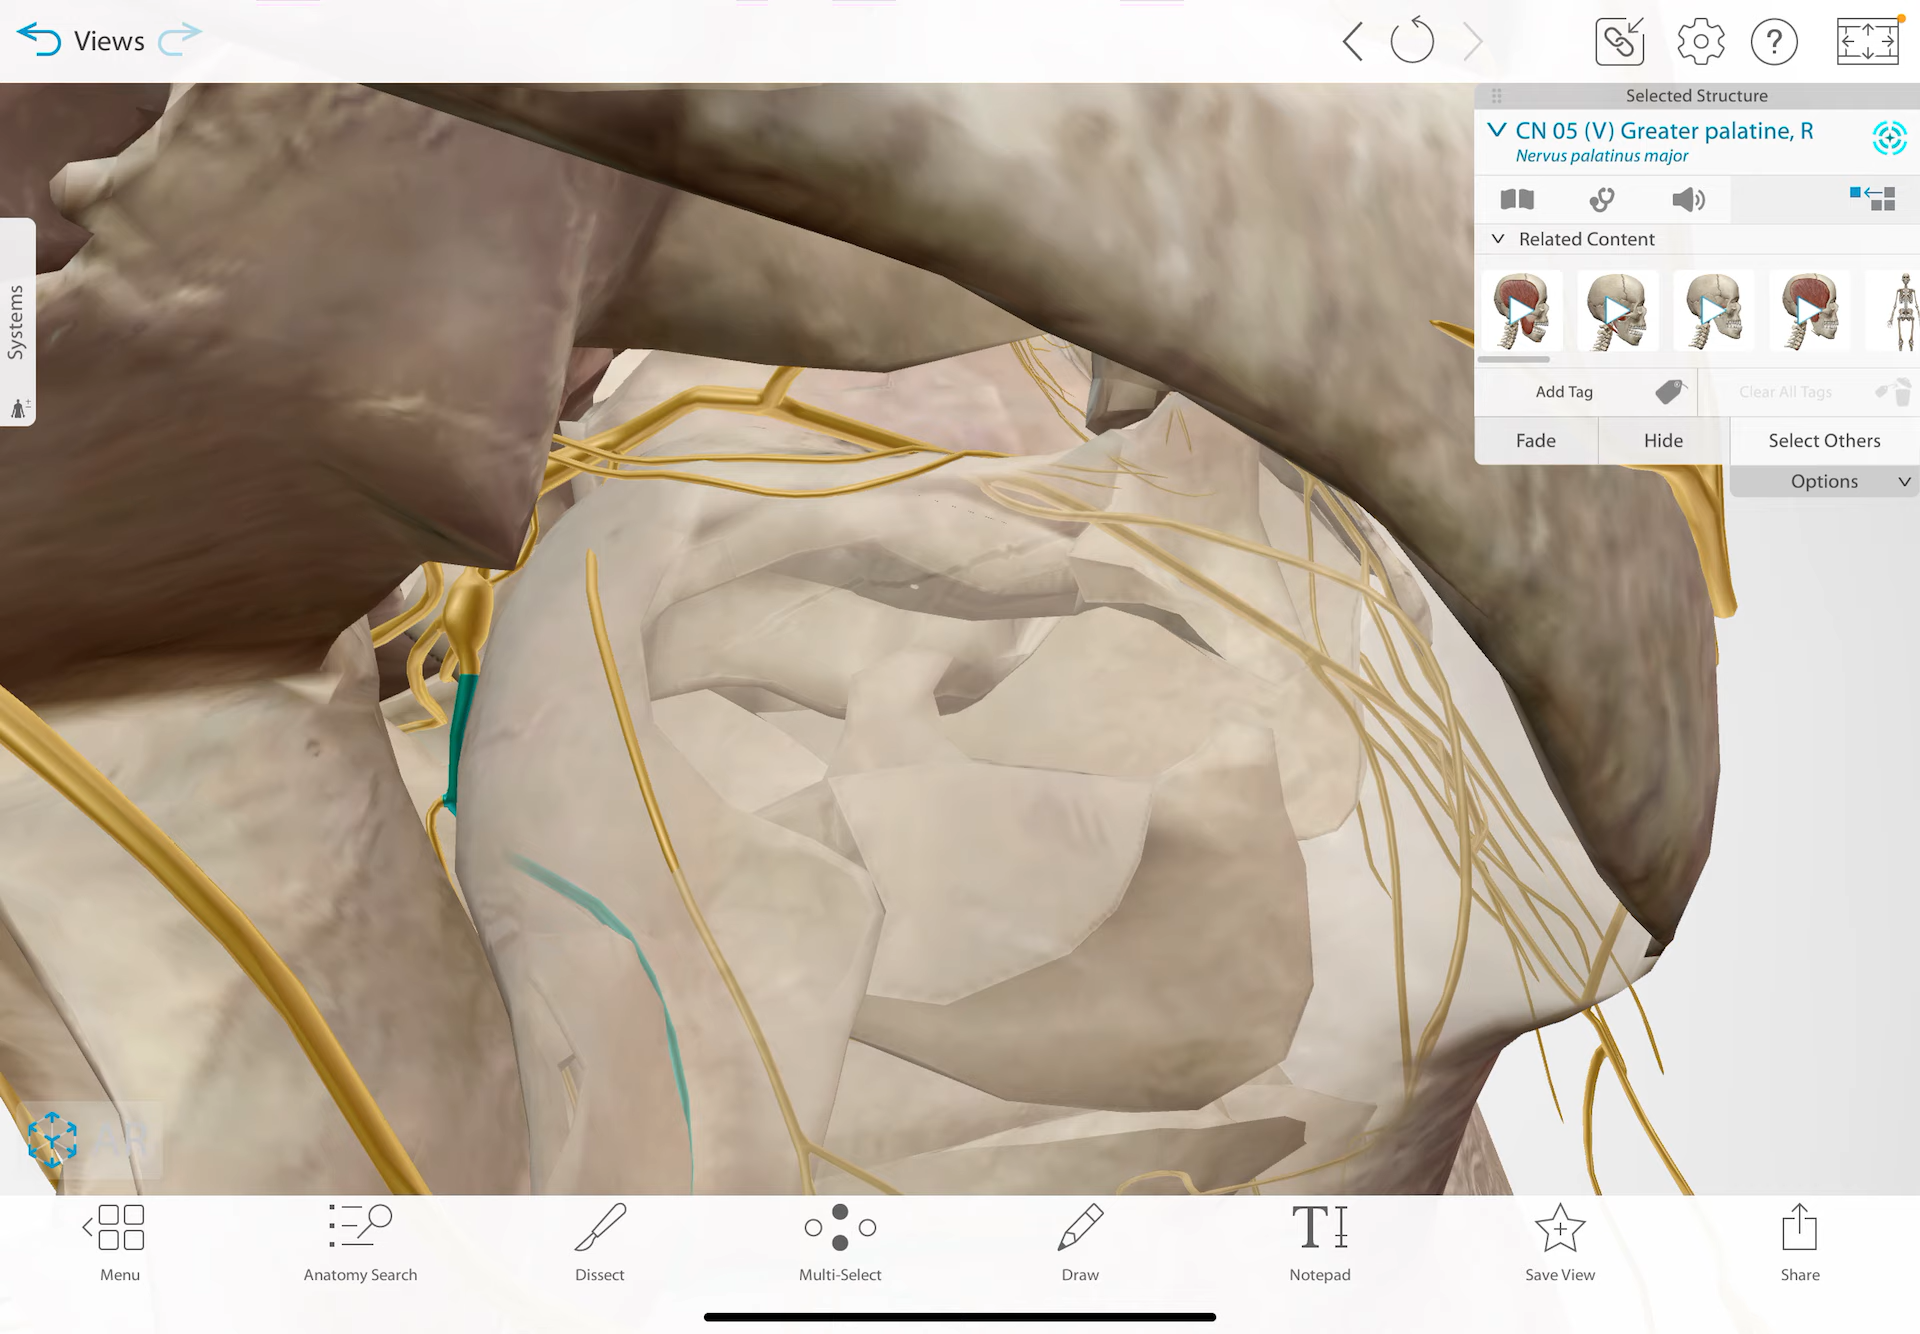 Views
Selected Structure
CN 05 (V) Greater palatine, R
Nervus palatinus major
Related Content
Add Tag
Clear All Tags
Fade
Hide
Select Others
Options
Systems
AR
Menu
Anatomy Search
Dissect
Multi-Select
Draw
Notepad
Save View
Share